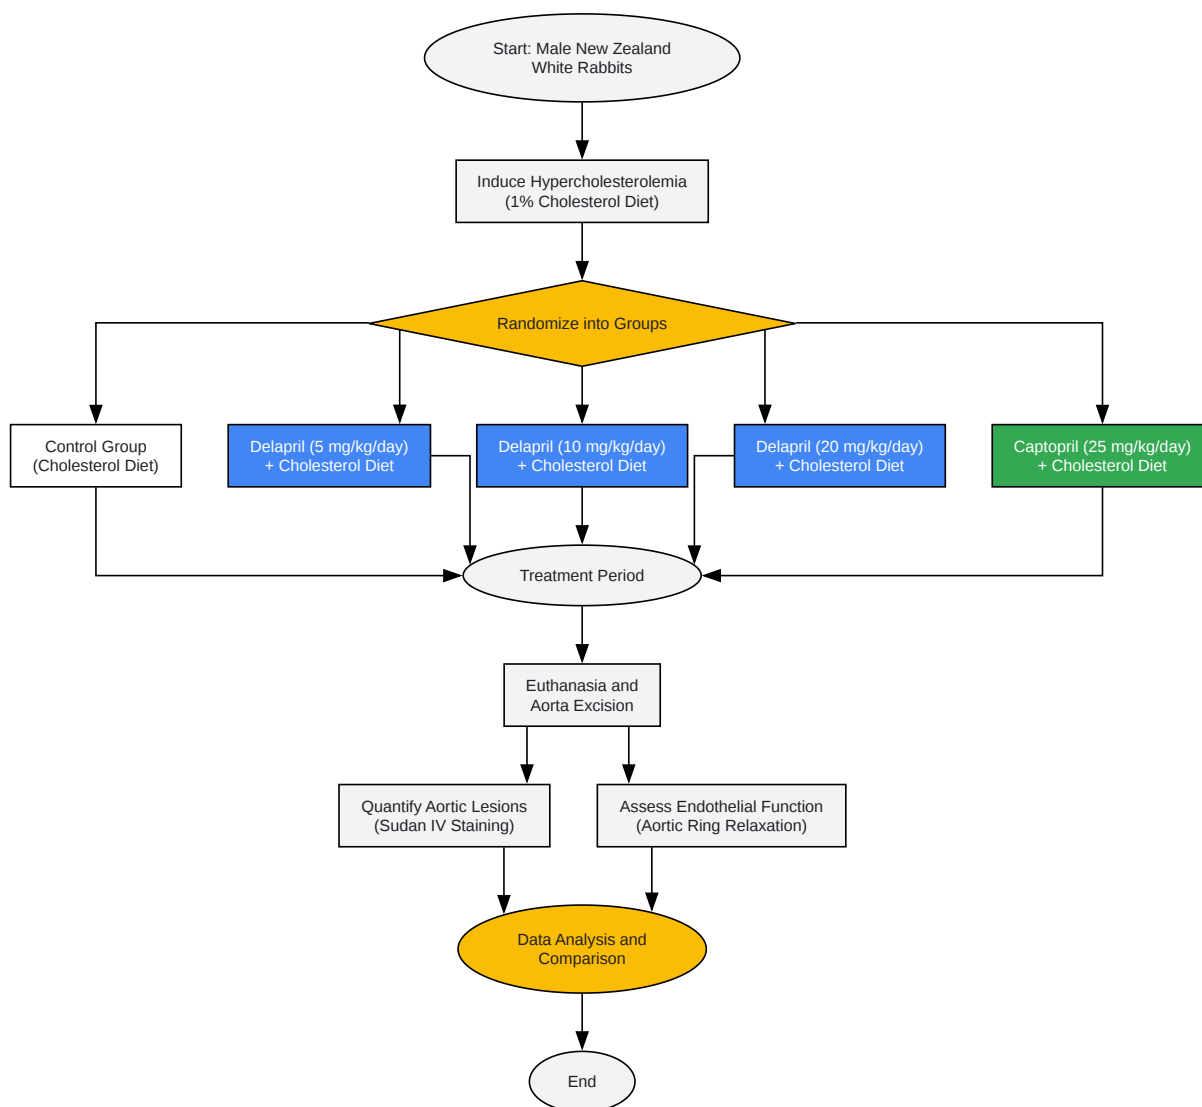 Start: Male New Zealand
White Rabbits
Induce Hypercholesterolemia
(1% Cholesterol Diet)
Randomize into Groups
Control Group
(Cholesterol Diet)
Delapril (5 mg/kg/day)
+ Cholesterol Diet
Delapril (10 mg/kg/day)
+ Cholesterol Diet
Delapril (20 mg/kg/day)
+ Cholesterol Diet
Captopril (25 mg/kg/day)
+ Cholesterol Diet
Treatment Period
Euthanasia and
Aorta Excision
Quantify Aortic Lesions
(Sudan IV Staining)
Assess Endothelial Function
(Aortic Ring Relaxation)
Data Analysis and
Comparison
End